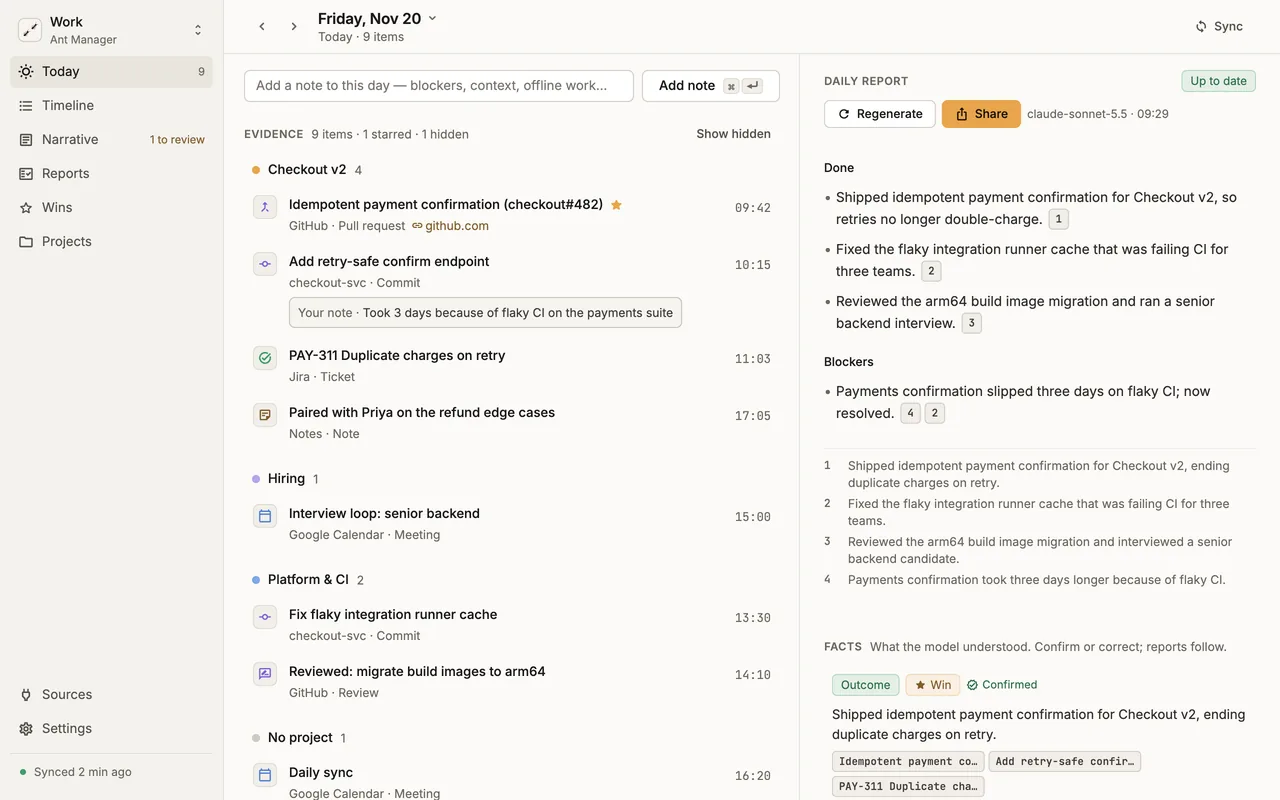 Work
Ant Manager
Today 9
Timeline
Narrative 1 to review
Reports
Wins
Projects
Sources
Settings
Synced 2 min ago
Friday, Nov 20
Today · 9 items
Sync
Add a note to this day — blockers, context, offline work...
Add note ⌘ ↵
EVIDENCE 9 items · 1 starred · 1 hidden
Show hidden
Checkout v2 4
Idempotent payment confirmation (checkout#482) 09:42
GitHub · Pull request github.com
Add retry-safe confirm endpoint 10:15
checkout-svc · Commit
Your note · Took 3 days because of flaky CI on the payments suite
PAY-311 Duplicate charges on retry 11:03
Jira · Ticket
Paired with Priya on the refund edge cases 17:05
Notes · Note
Hiring 1
Interview loop: senior backend 15:00
Google Calendar · Meeting
Platform & CI 2
Fix flaky integration runner cache 13:30
checkout-svc · Commit
Reviewed: migrate build images to arm64 14:10
GitHub · Review
No project 1
Daily sync 16:20
Google Calendar · Meeting
DAILY REPORT
Up to date
Regenerate
Share
claude-sonnet-5.5 · 09:29
Done
• Shipped idempotent payment confirmation for Checkout v2, so
retries no longer double-charge. 1
• Fixed the flaky integration runner cache that was failing CI for
three teams. 2
• Reviewed the arm64 build image migration and ran a senior
backend interview. 3
Blockers
• Payments confirmation slipped three days on flaky CI; now
resolved. 4 2
1 Shipped idempotent payment confirmation for Checkout v2, ending
duplicate charges on retry.
2 Fixed the flaky integration runner cache that was failing CI for three
teams.
3 Reviewed the arm64 build image migration and interviewed a senior
backend candidate.
4 Payments confirmation took three days longer because of flaky CI.
FACTS What the model understood. Confirm or correct; reports follow.
Outcome Win Confirmed
Shipped idempotent payment confirmation for Checkout v2, ending
duplicate charges on retry.
Idempotent payment co… Add retry-safe confir…
PAY-311 Duplicate cha…